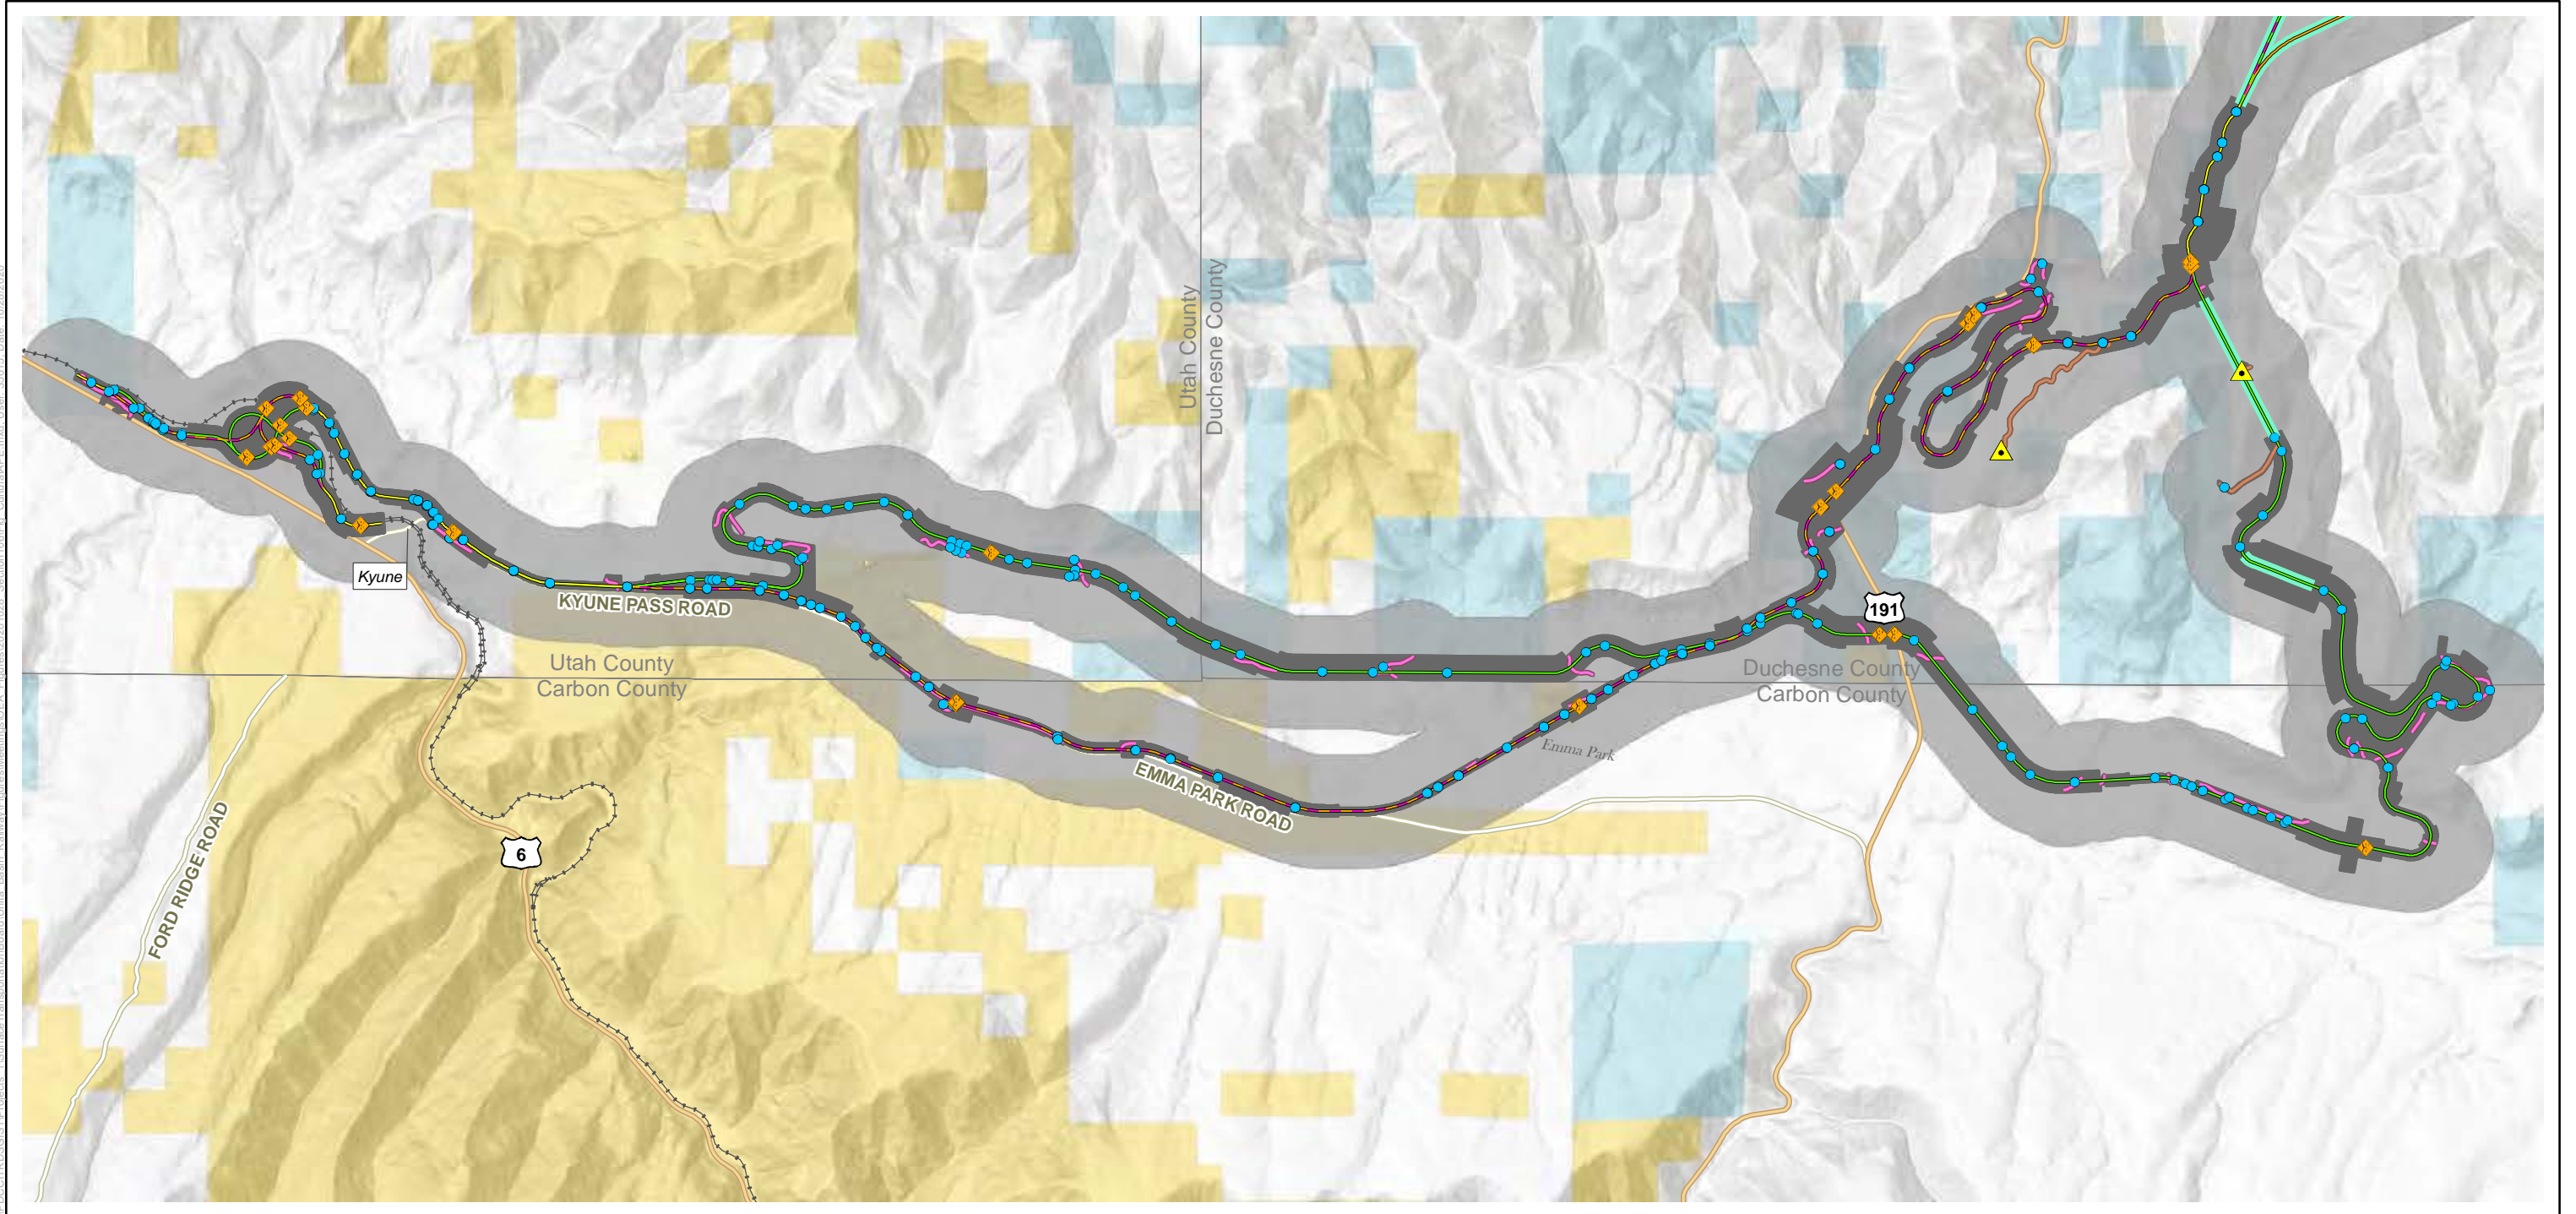 Utah County
Duchesne County
Kyune
KYUNE PASS ROAD
191
Utah County
Carbon County
Duchesne County
Carbon County
Emma Park
EMMA PARK ROAD
FORD RIDGE ROAD
6